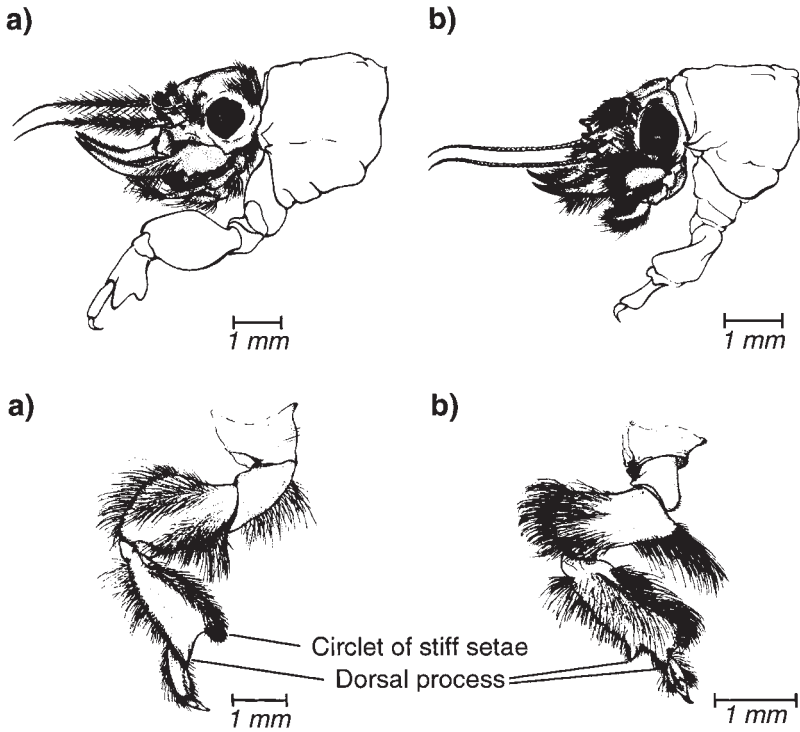 a)
b)
1 mm
1 mm
a)
b)
Circlet of stiff setae
Dorsal process
1 mm
1 mm